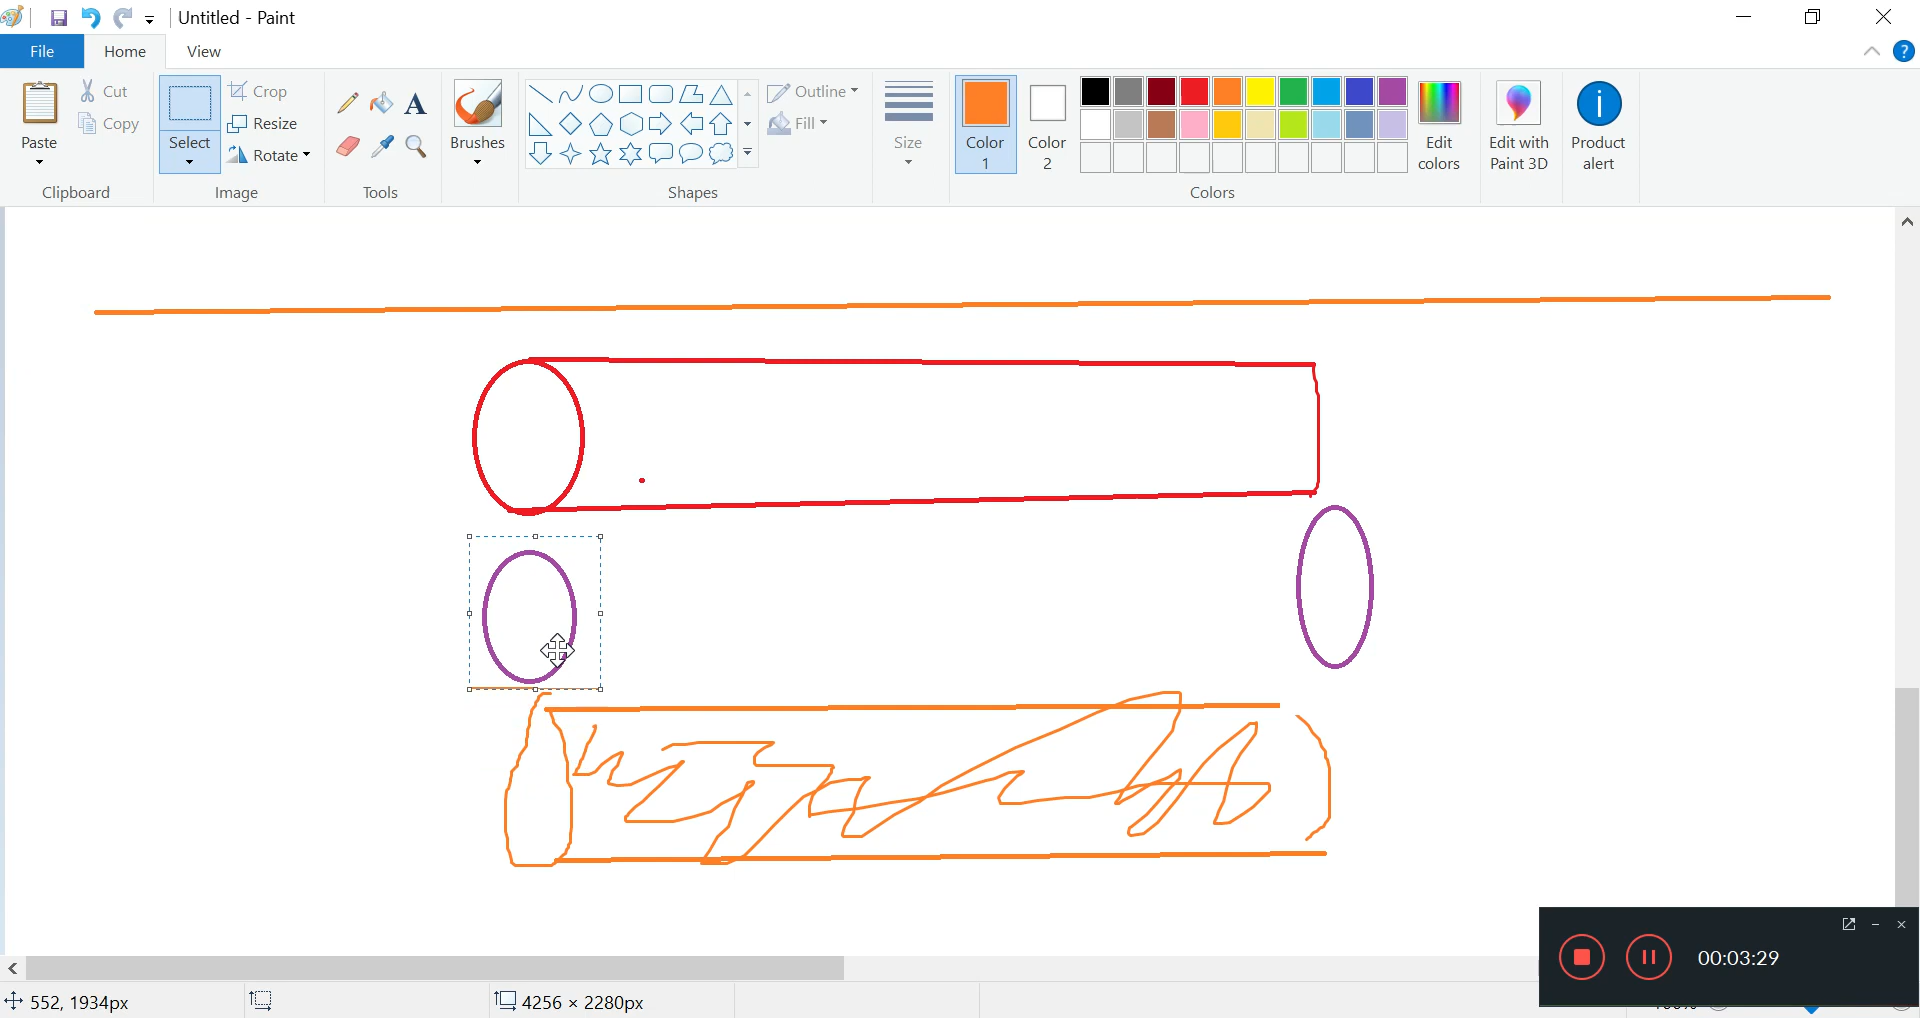 Untitled - Paint
File Home View
Paste Cut Copy Clipboard
Select Crop Resize Rotate Image
A
Tools
Brushes
Shapes
Outline Fill
Size
Color 1
Color 2
Edit colors
Colors
Edit with Paint 3D
Product alert
00:03:29
552, 1934px
4256 × 2280px